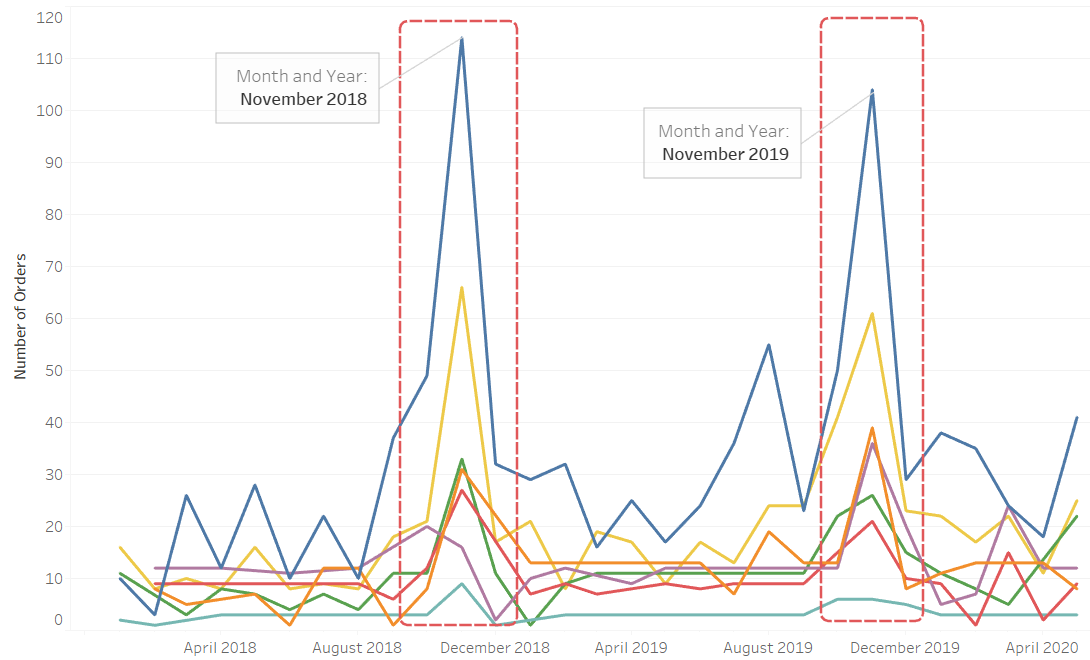 120
110
100
90
80
70
60
50
40
30
20
10
0
Number of Orders
Month and Year:
November 2018
Month and Year:
November 2019
April 2018
August 2018
December 2018
April 2019
August 2019
December 2019
April 2020